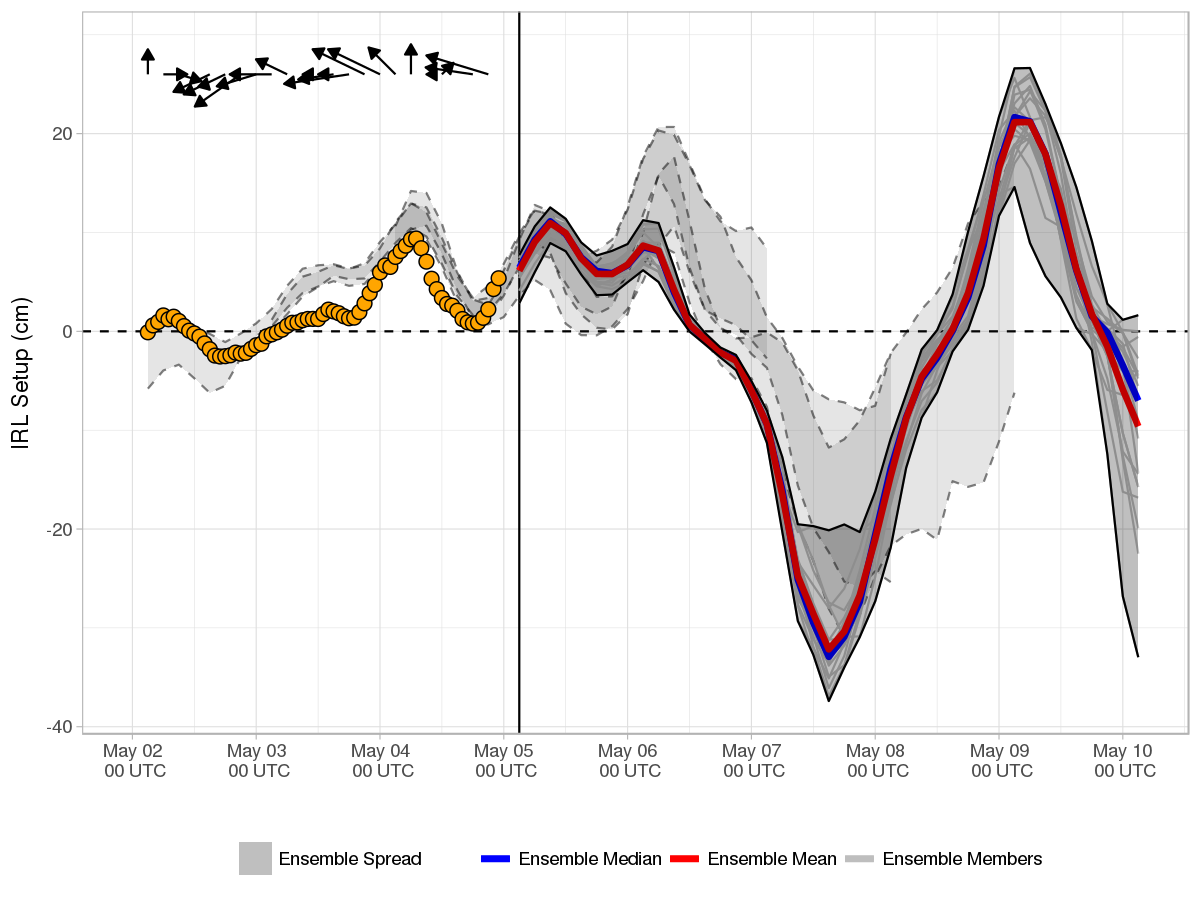 IRL Setup (cm)
20
0
-20
-40
May 02 May 03 May 04 May 05 May 06 May 07 May 08 May 09 May 10
00 UTC 00 UTC 00 UTC 00 UTC 00 UTC 00 UTC 00 UTC 00 UTC 00 UTC
Ensemble Spread Ensemble Median Ensemble Mean Ensemble Members